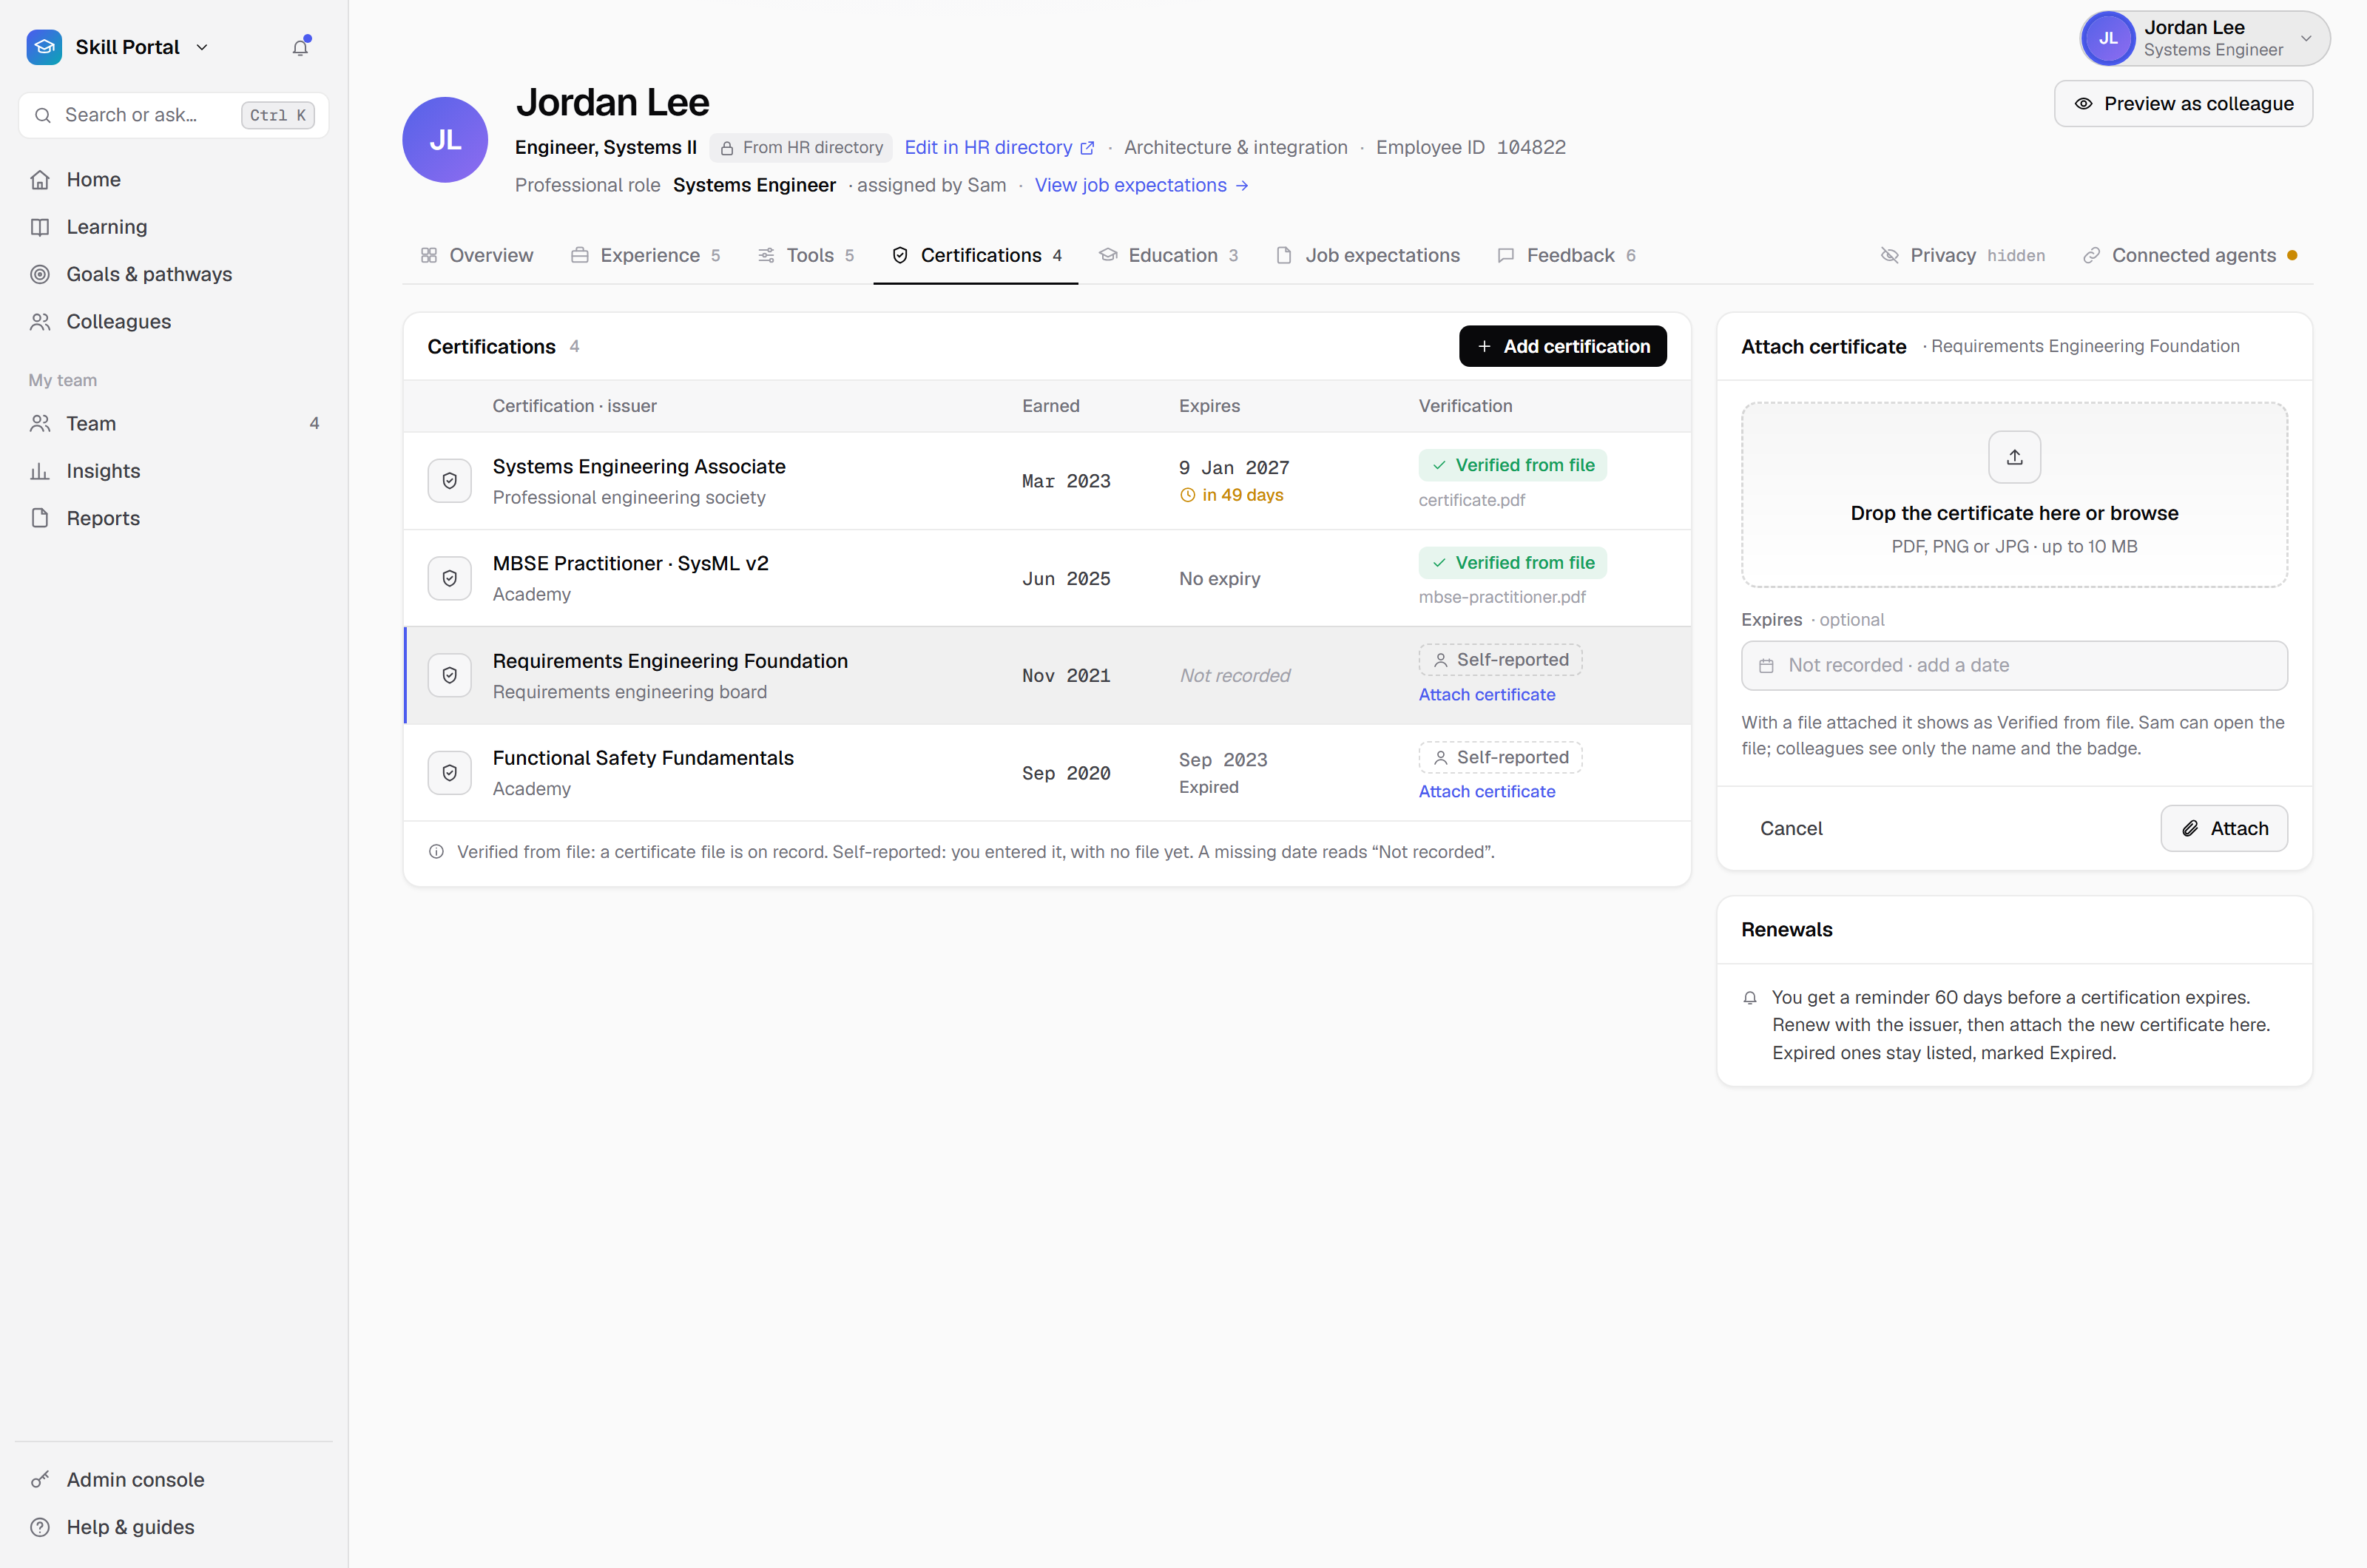 Skill Portal
Search or ask...
Ctrl K
Home
Learning
Goals & pathways
Colleagues
My team
Team 4
Insights
Reports
Admin console
Help & guides
JL
Jordan Lee
Systems Engineer
Preview as colleague
JL
Jordan Lee
Engineer, Systems II From HR directory Edit in HR directory · Architecture & integration · Employee ID 104822
Professional role Systems Engineer · assigned by Sam · View job expectations →
Overview Experience 5 Tools 5 Certifications 4 Education 3 Job expectations Feedback 6 Privacy hidden Connected agents
Certifications 4
+ Add certification
Certification · issuer Earned Expires Verification
Systems Engineering Associate
Professional engineering society
Mar 2023
9 Jan 2027
in 49 days
Verified from file
certificate.pdf
MBSE Practitioner · SysML v2
Academy
Jun 2025
No expiry
Verified from file
mbse-practitioner.pdf
Requirements Engineering Foundation
Requirements engineering board
Nov 2021
Not recorded
Self-reported
Attach certificate
Functional Safety Fundamentals
Academy
Sep 2020
Sep 2023
Expired
Self-reported
Attach certificate
Verified from file: a certificate file is on record. Self-reported: you entered it, with no file yet. A missing date reads “Not recorded”.
Attach certificate · Requirements Engineering Foundation
Drop the certificate here or browse
PDF, PNG or JPG · up to 10 MB
Expires · optional
Not recorded · add a date
With a file attached it shows as Verified from file. Sam can open the
file; colleagues see only the name and the badge.
Cancel
Attach
Renewals
You get a reminder 60 days before a certification expires.
Renew with the issuer, then attach the new certificate here.
Expired ones stay listed, marked Expired.